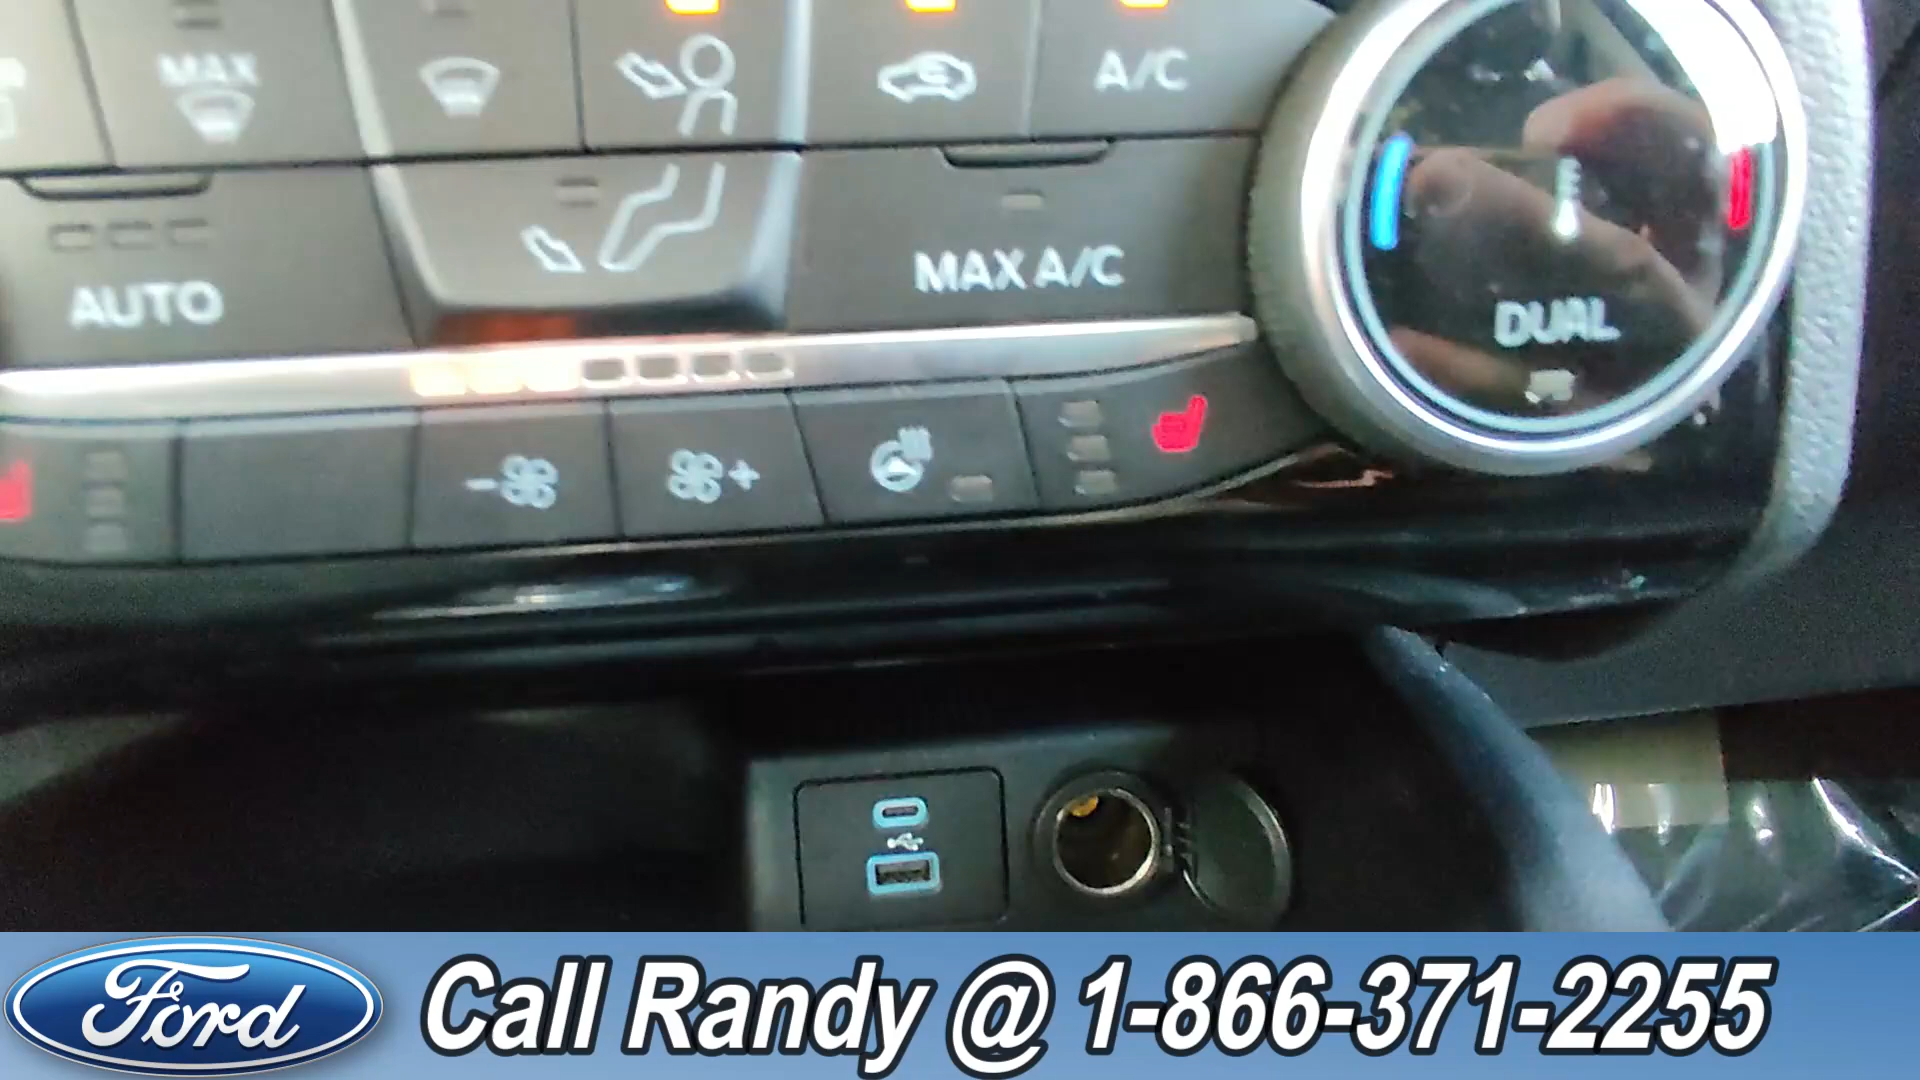 MAX
A/C
AUTO
MAX A/C
DUAL
- +
Ford
Call Randy @ 1-866-371-2255